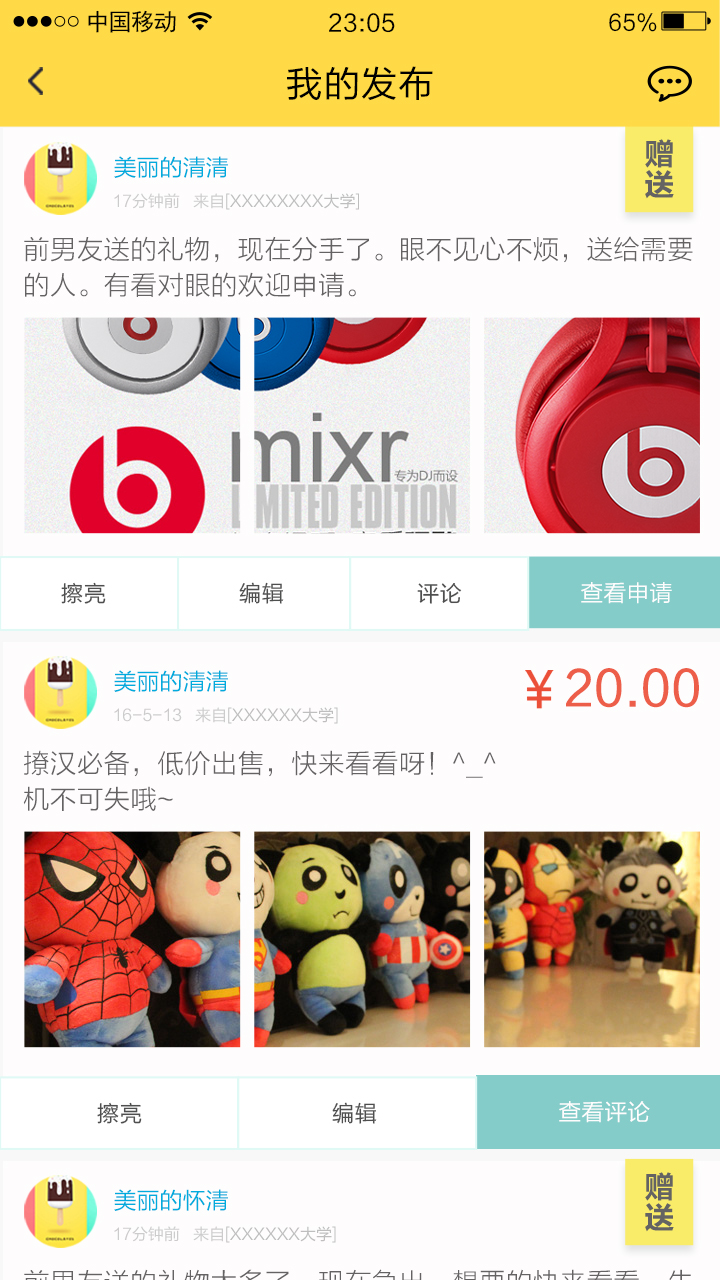 中国移动 23:05 65%
我的发布
美丽的清清
赠送
17分钟前 来自[XXXXXXXX大学]
前男友送的礼物，现在分手了。眼不见心不烦，送给需要
的人。有看对眼的欢迎申请。
mixr
专为DJ而设
LIMITED EDITION
擦亮 编辑 评论 查看申请
美丽的清清
¥20.00
16-5-13 来自[XXXXXX大学]
撩汉必备，低价出售，快来看看呀！^_^
机不可失哦~
擦亮 编辑 查看评论
美丽的怀清
赠送
17分钟前 来自[XXXXXX大学]